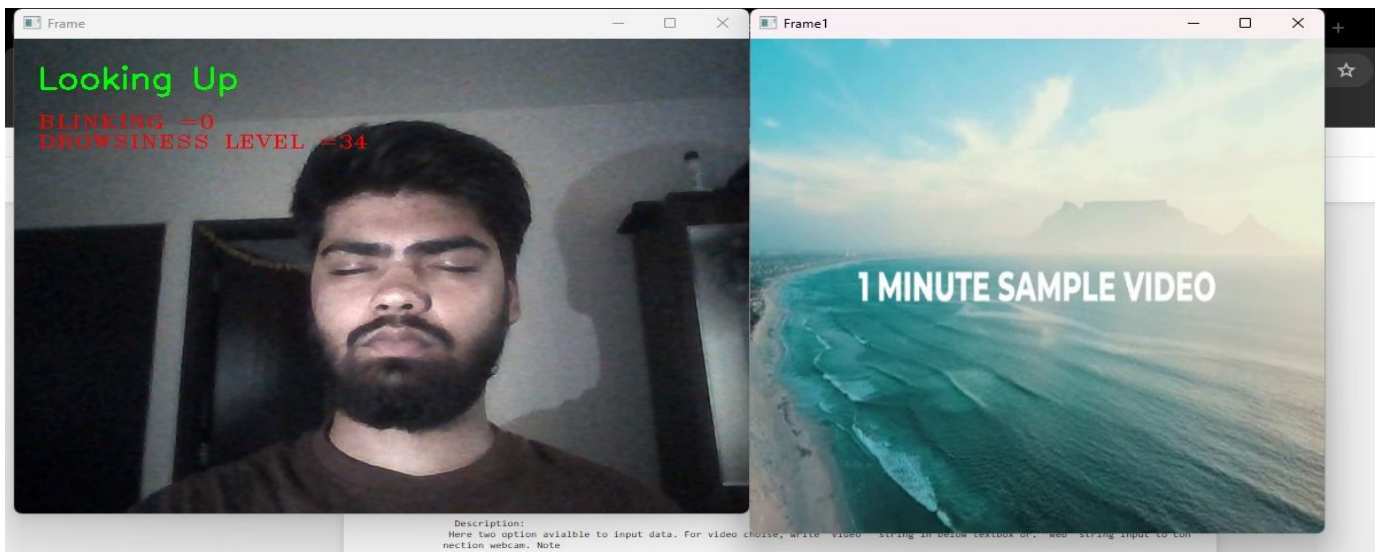 Frame
Looking Up
BLINKING =0
DROWSINESS LEVEL =34
Frame1
1 MINUTE SAMPLE VIDEO
Description:
Here two option avialble to input data. For video choise, write "video" string in below textbox or. "web" string input to con
nection webcam. Note